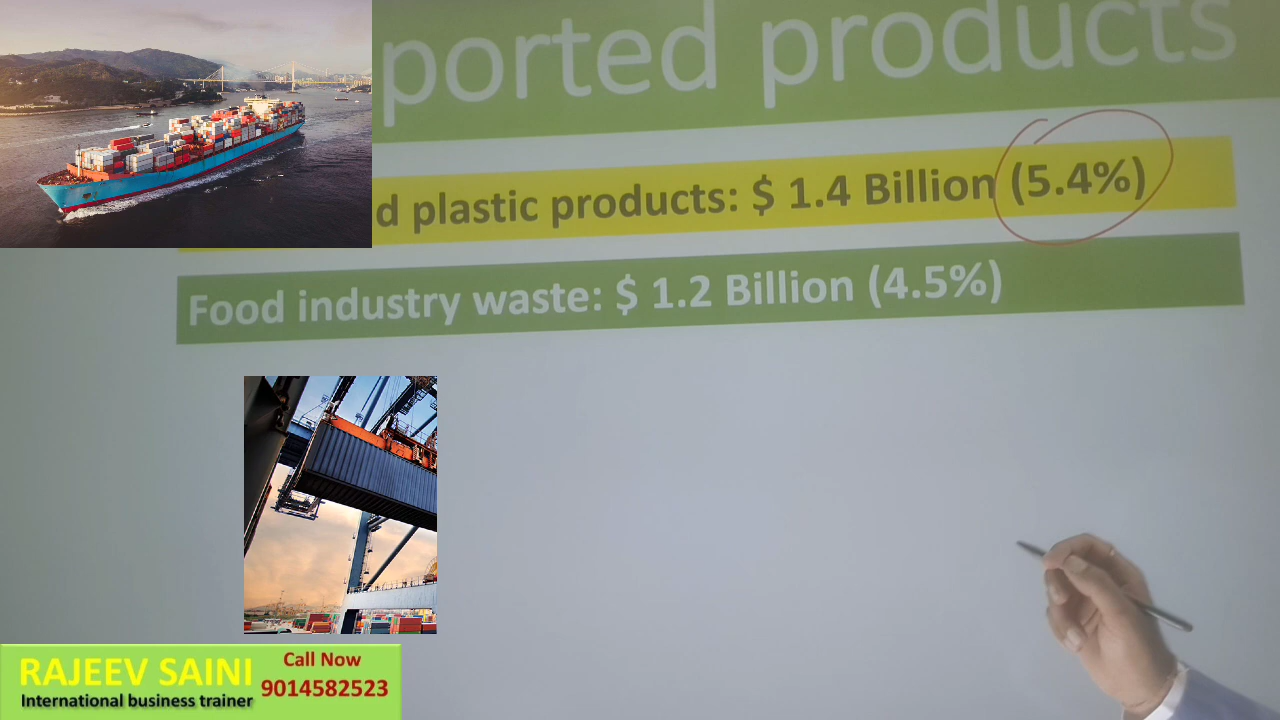 ported products
d plastic products: $ 1.4 Billion (5.4%)
Food industry waste: $ 1.2 Billion (4.5%)
RAJEEV SAINI
International business trainer
Call Now
9014582523